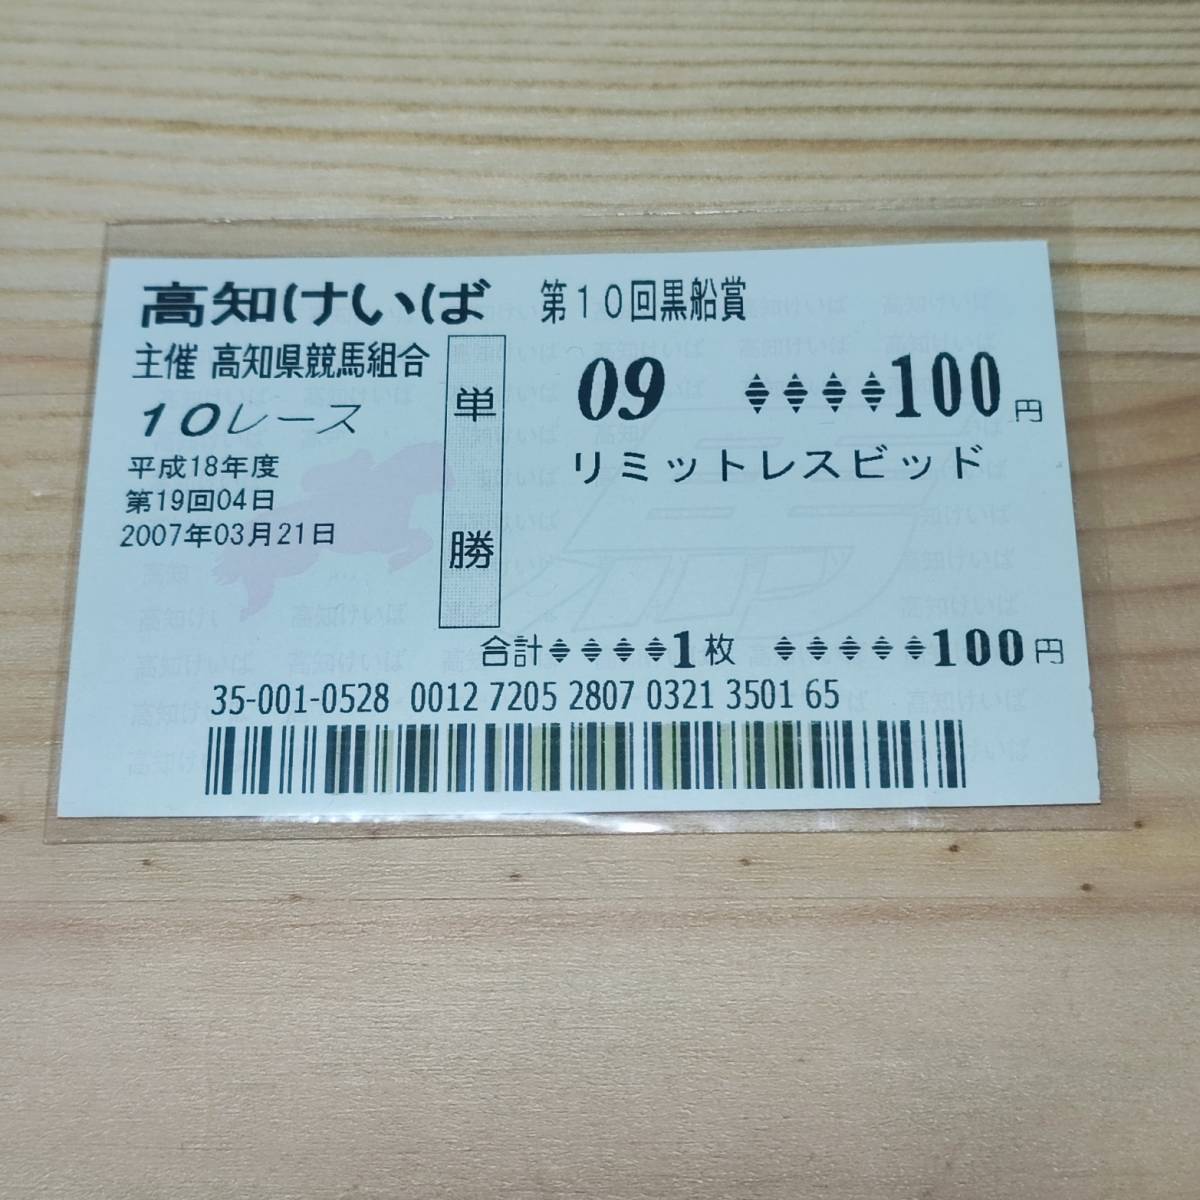 高知けいば 第10回黒船賞
主催 高知県競馬組合
10レース
平成18年度
第19回04日
2007年03月21日
単勝
09 100円
リミットレスビッド
合計 1枚 100円
35-001-0528 0012 7205 2807 0321 3501 65